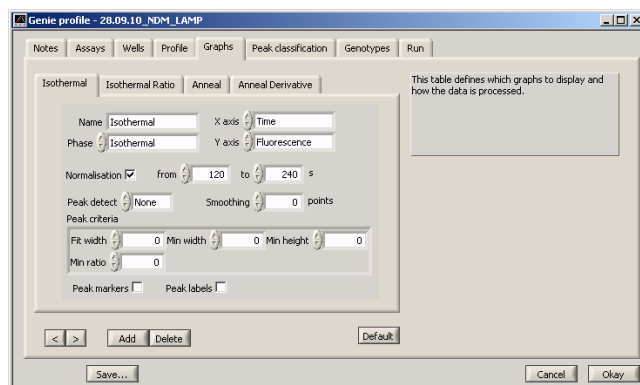 Genie profile - 28.09.10_NDM_LAMP
Notes Assays Wells Profile Graphs Peak classification Genotypes Run
Isothermal Isothermal Ratio Anneal Anneal Derivative
This table defines which graphs to display and
how the data is processed.
Name Isothermal X axis Time
Phase Isothermal Y axis Fluorescence
Normalisation from 120 to 240 s
Peak detect None Smoothing 0 points
Peak criteria
Fit width 0 Min width 0 Min height 0
Min ratio 0
Peak markers Peak labels
< > Add Delete Default
Save... Cancel Okay